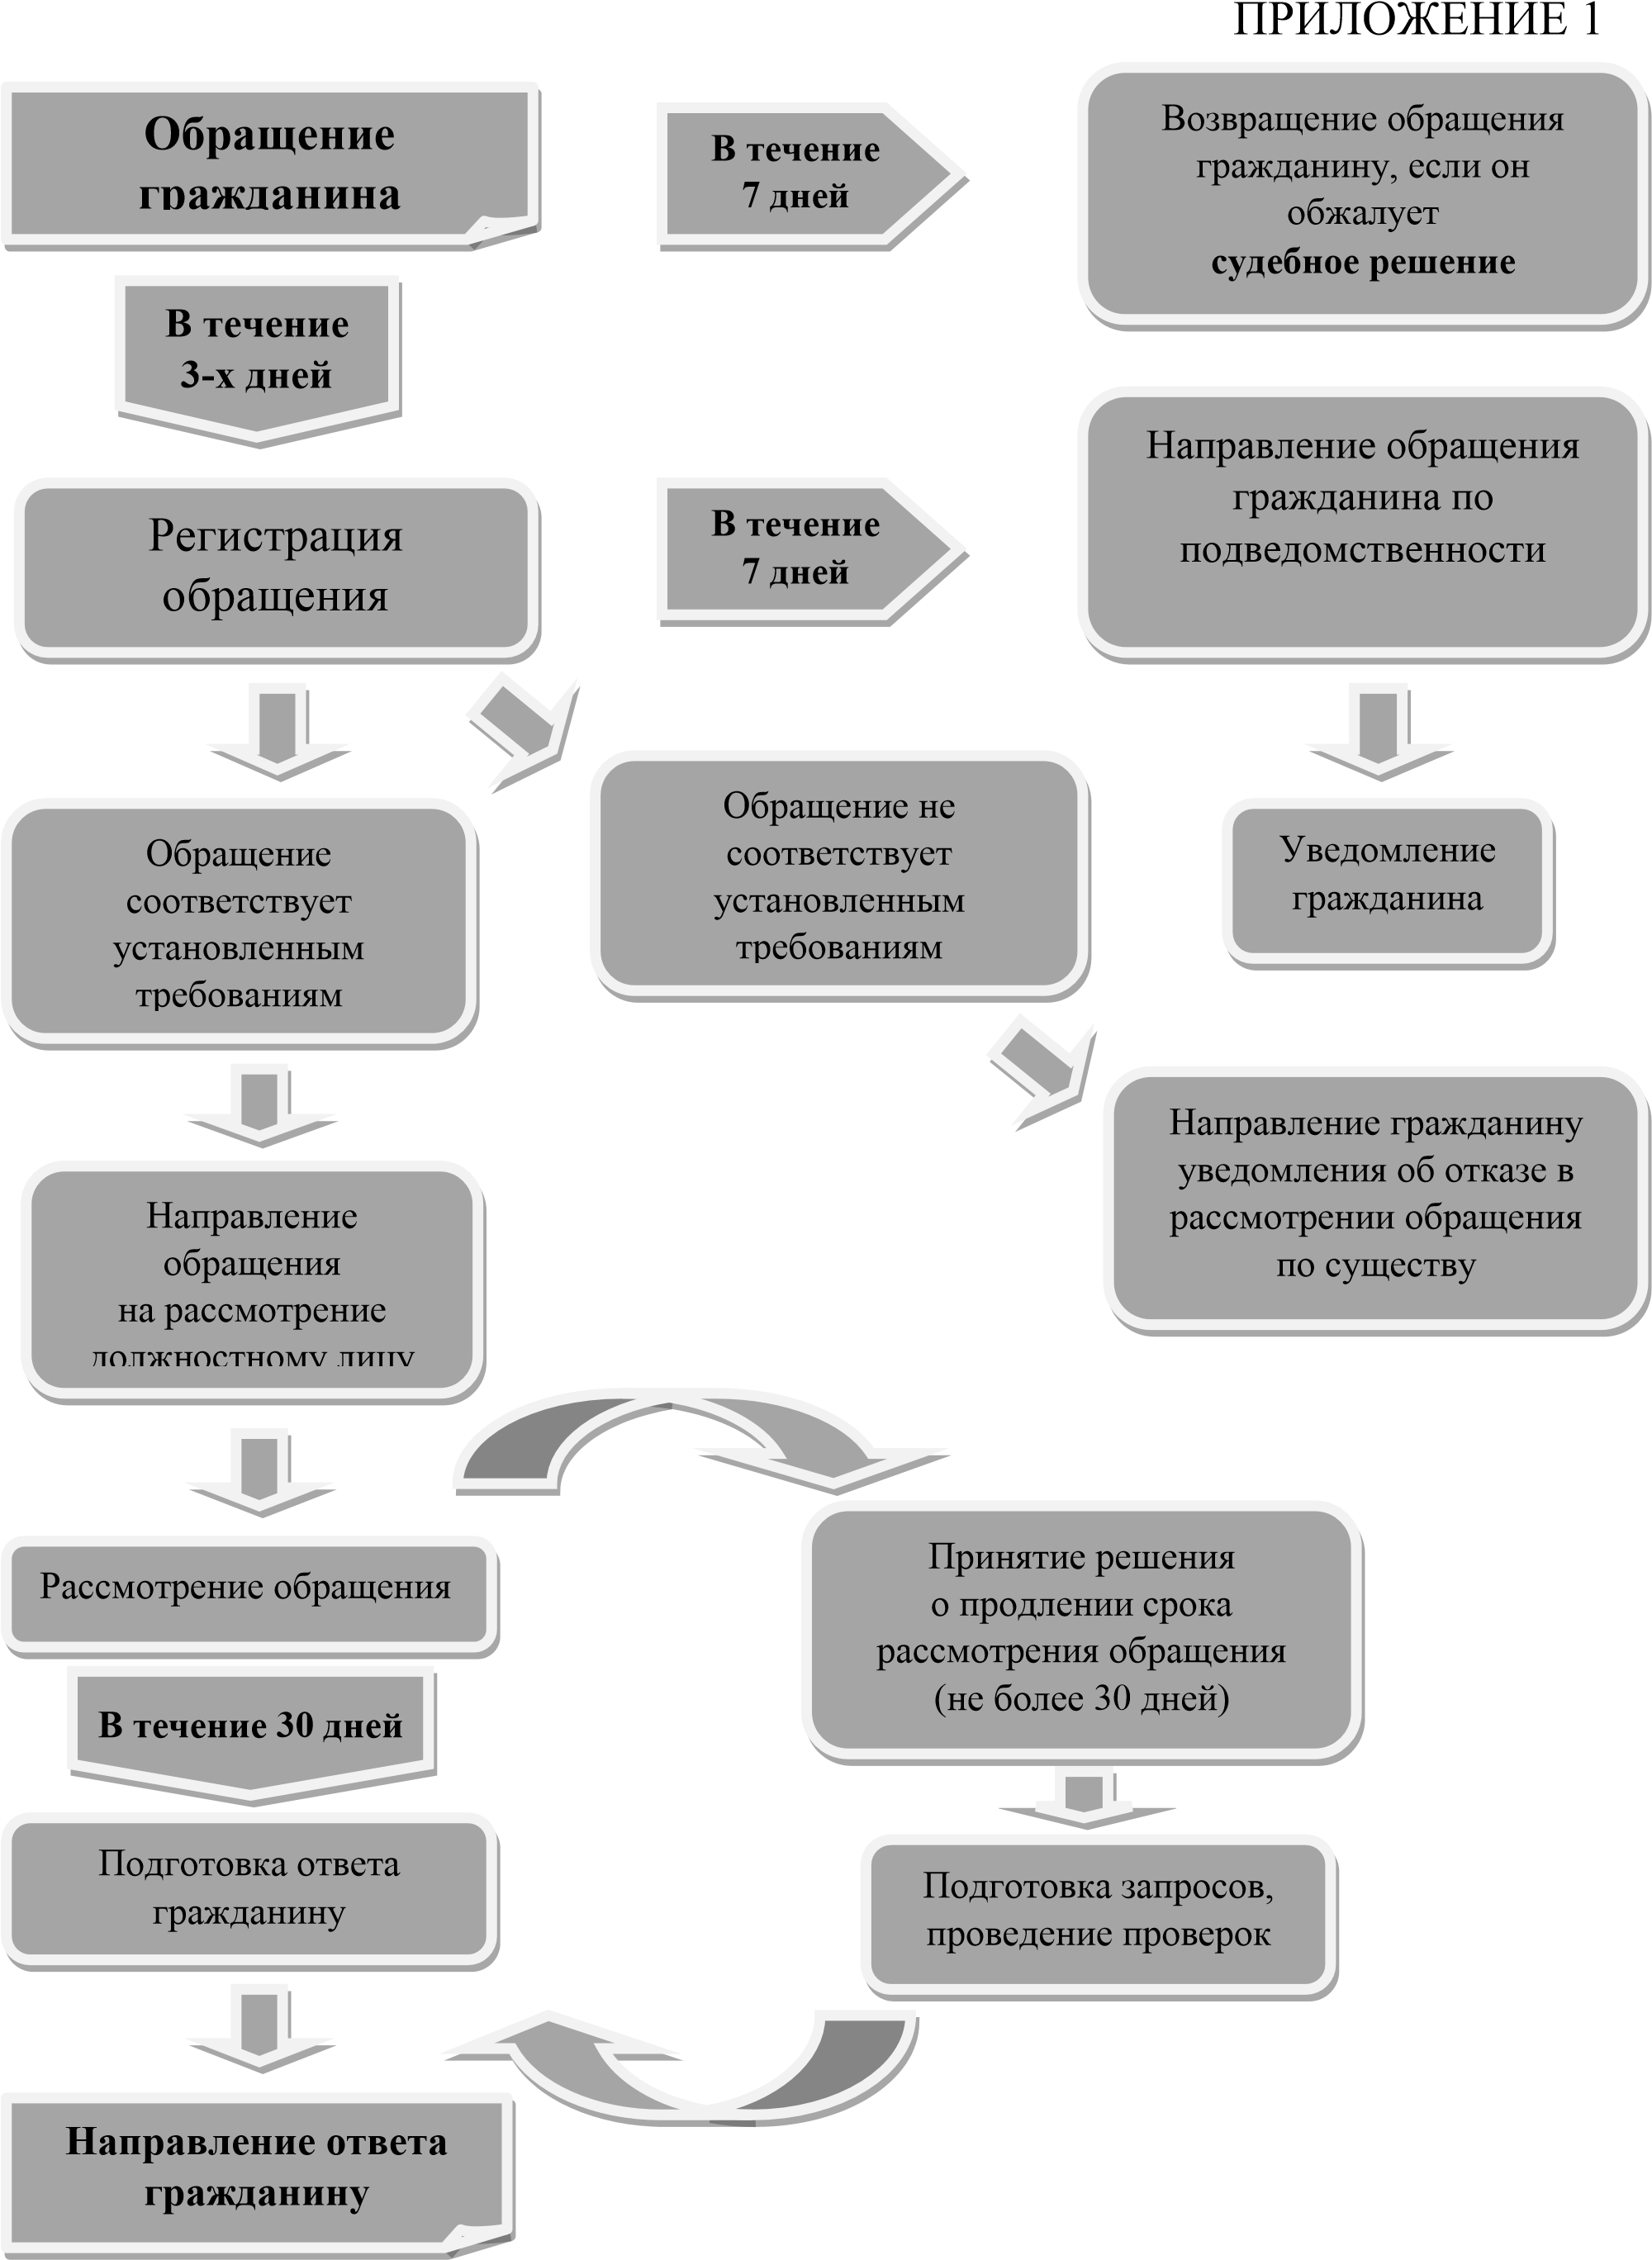 ПРИЛОЖЕНИЕ 1
Обращение
гражданина
В течение
7 дней
Возвращение обращения
гражданину, если он
обжалует
судебное решение
В течение
3-х дней
Регистрация
обращения
В течение
7 дней
Направление обращения
гражданина по
подведомственности
Обращение
соответствует
установленным
требованиям
Обращение не
соответствует
установленным
требованиям
Уведомление
гражданина
Направление
обращения
на рассмотрение
должностному лицу
Направление гражданину
уведомления об отказе в
рассмотрении обращения
по существу
Рассмотрение обращения
Принятие решения
о продлении срока
рассмотрения обращения
(не более 30 дней)
В течение 30 дней
Подготовка ответа
гражданину
Подготовка запросов,
проведение проверок
Направление ответа
гражданину